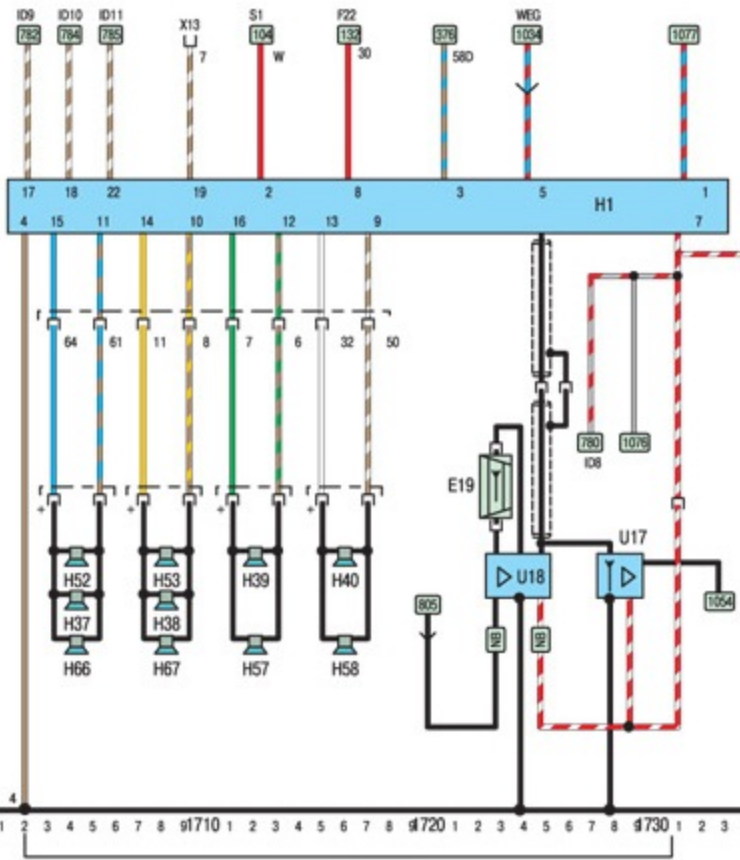 ID9 ID10 ID11 X13 S1 F22 WEG
782 784 785 7 104 W 132 30 376 58D 1034 1077
17 18 22 19 2 8 3 5 H1 1
4 15 11 14 10 16 12 13 9 7
64 61 11 8 7 6 32 50
780 1076
ID8
E19
+ + + +
U17
H52 H53 H39 H40
U18
H37 H38
805 1054
NB NB
H66 H67 H57 H58
4
1 2 3 4 5 6 7 8 9 1710 1 2 3 4 5 6 7 8 9 1720 1 2 3 4 5 6 7 8 9 1730 1 2 3